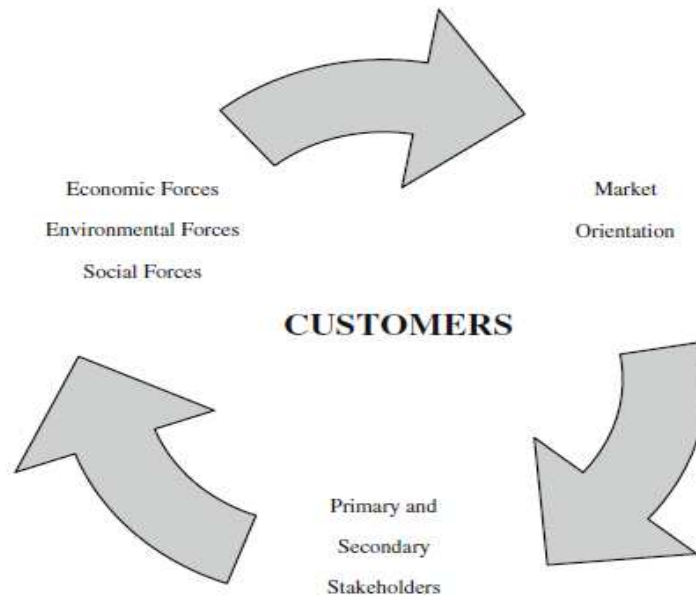 Economic Forces
Environmental Forces
Social Forces
Market
Orientation
CUSTOMERS
Primary and
Secondary
Stakeholders